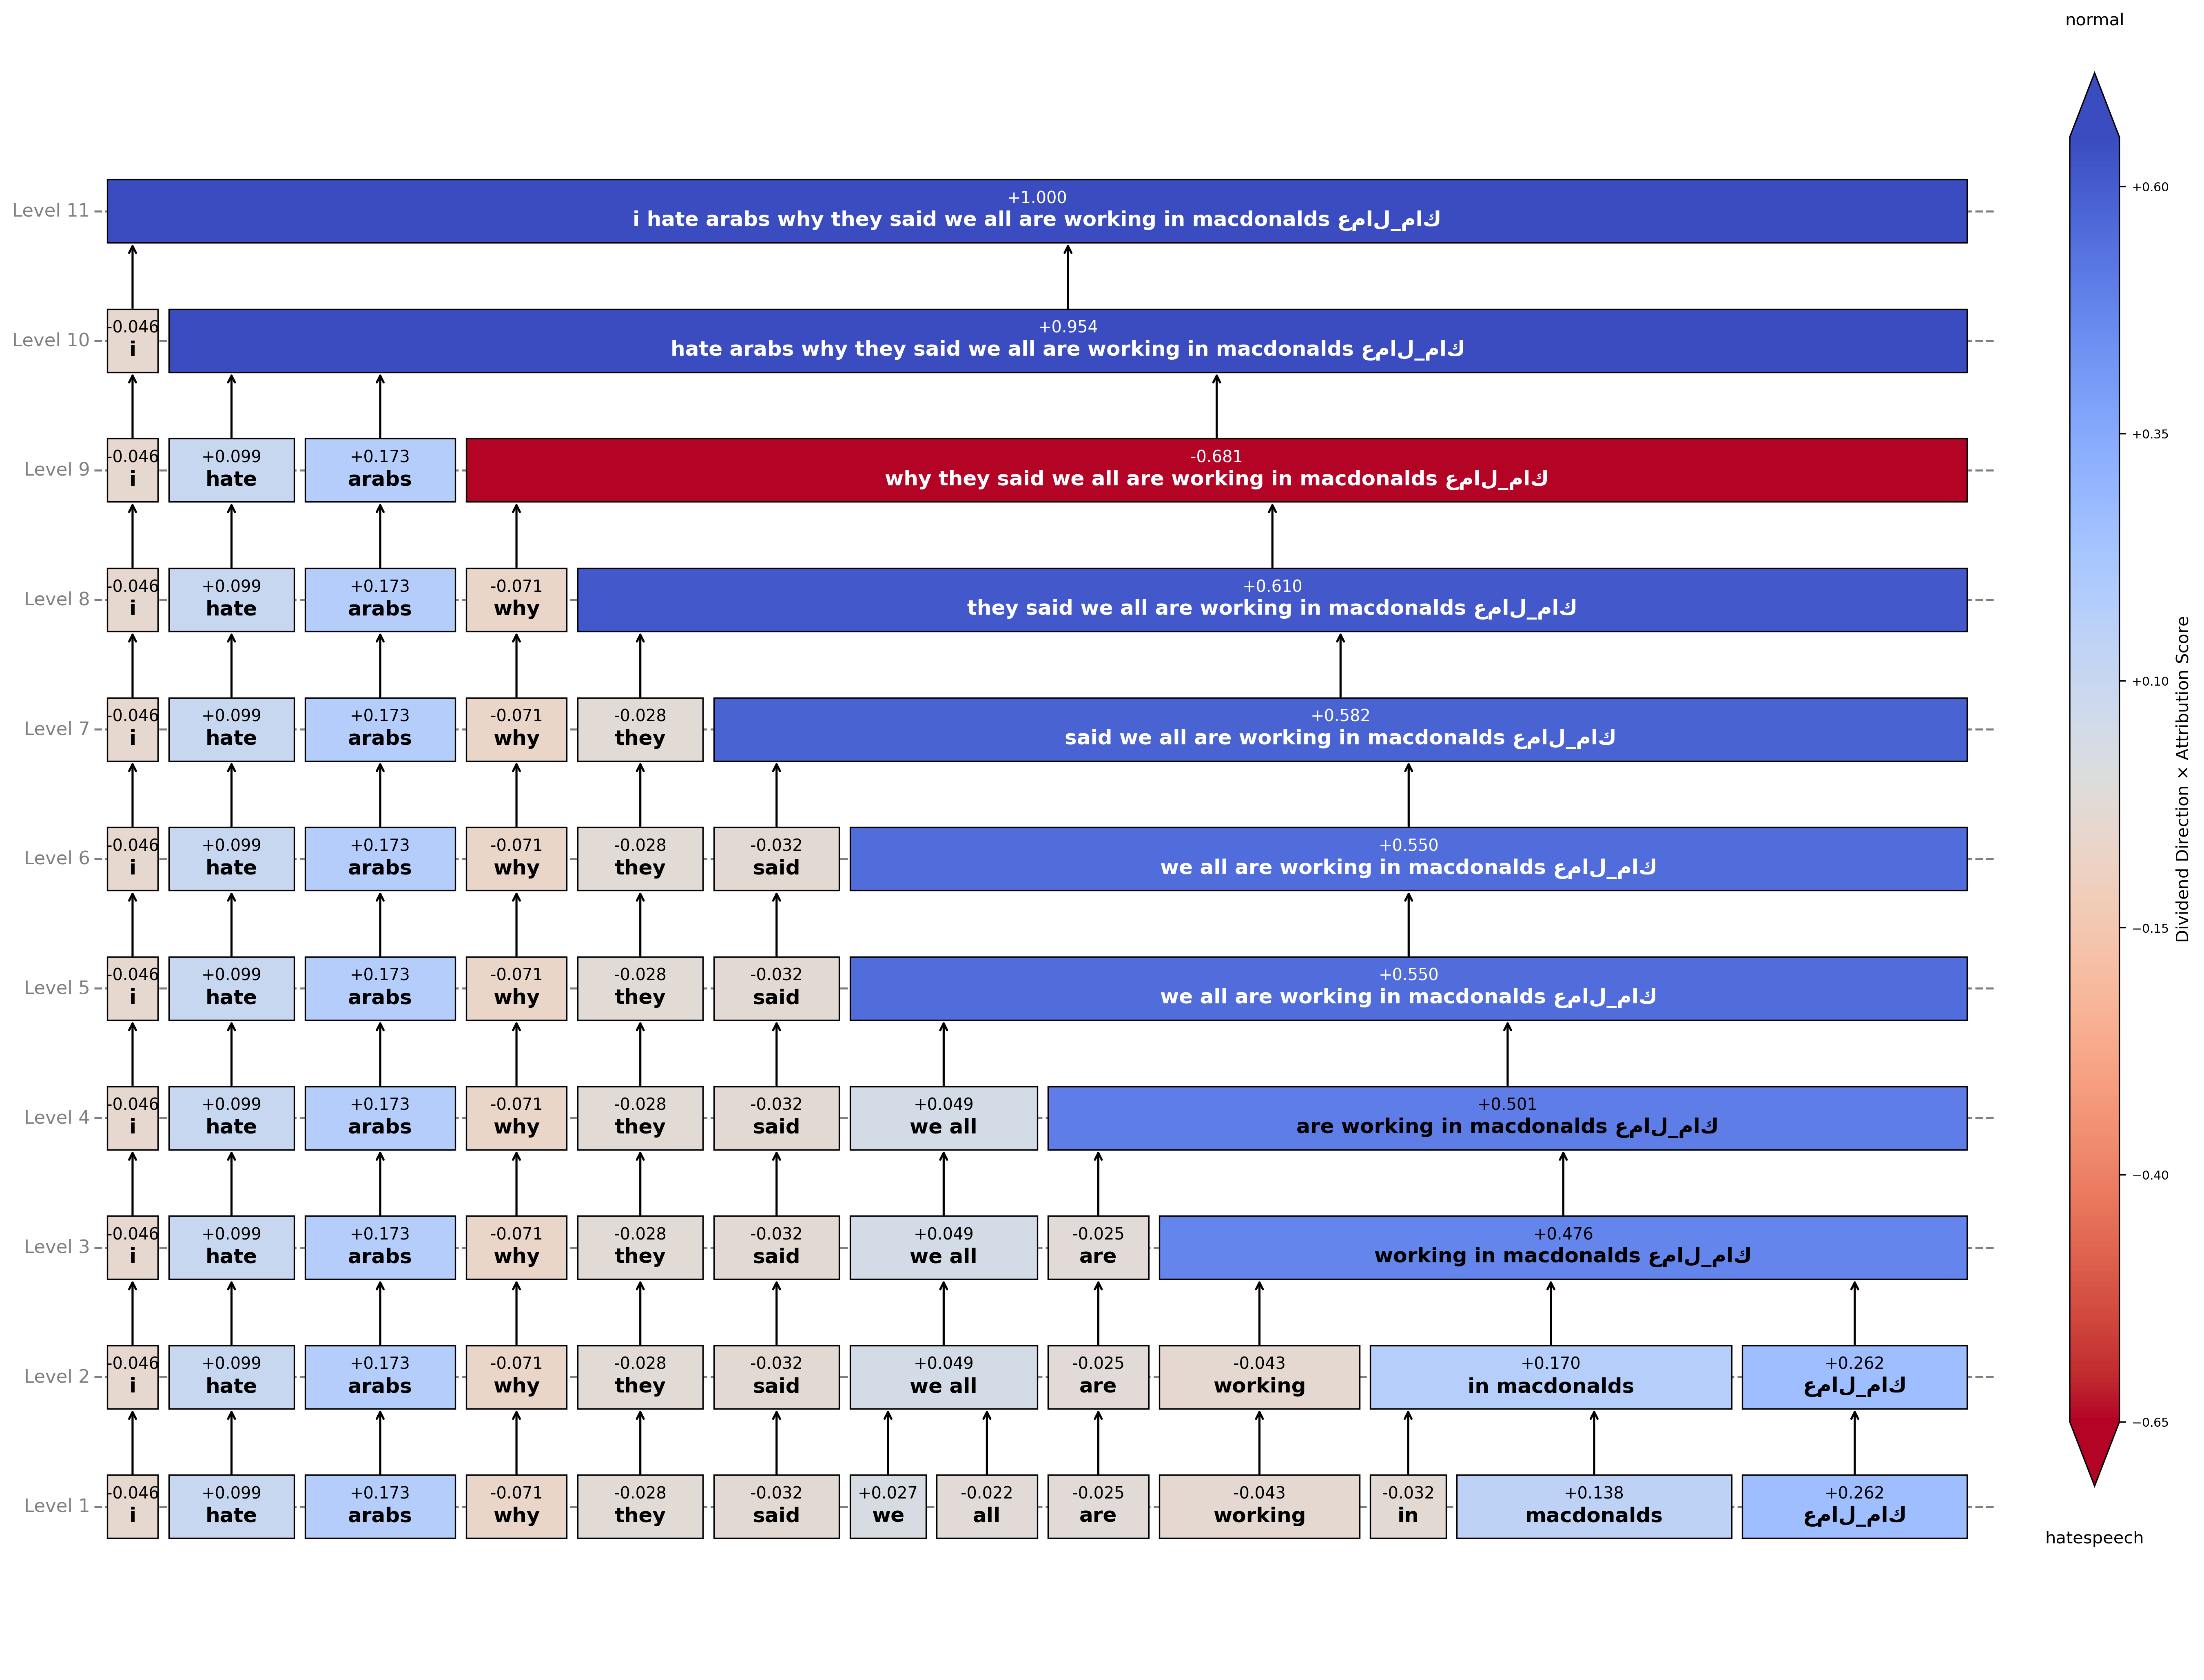 normal
+1.000
i hate arabs why they said we all are working in macdonalds كام_لامع
Level 11
-0.046 +0.954
i hate arabs why they said we all are working in macdonalds كام_لامع
Level 10
-0.046 +0.099 +0.173 -0.681
i hate arabs why they said we all are working in macdonalds كام_لامع
Level 9
-0.046 +0.099 +0.173 -0.071 +0.610
i hate arabs why they said we all are working in macdonalds كام_لامع
Level 8
-0.046 +0.099 +0.173 -0.071 -0.028 +0.582
i hate arabs why they said we all are working in macdonalds كام_لامع
Level 7
-0.046 +0.099 +0.173 -0.071 -0.028 -0.032 +0.550
i hate arabs why they said we all are working in macdonalds كام_لامع
Level 6
-0.046 +0.099 +0.173 -0.071 -0.028 -0.032 +0.550
i hate arabs why they said we all are working in macdonalds كام_لامع
Level 5
-0.046 +0.099 +0.173 -0.071 -0.028 -0.032 +0.049 +0.501
i hate arabs why they said we all are working in macdonalds كام_لامع
Level 4
-0.046 +0.099 +0.173 -0.071 -0.028 -0.032 +0.049 -0.025 +0.476
i hate arabs why they said we all are working in macdonalds كام_لامع
Level 3
-0.046 +0.099 +0.173 -0.071 -0.028 -0.032 +0.049 -0.025 -0.043 +0.170 +0.262
i hate arabs why they said we all are working in macdonalds كام_لامع
Level 2
-0.046 +0.099 +0.173 -0.071 -0.028 -0.032 +0.027 -0.022 -0.025 -0.043 -0.032 +0.138 +0.262
i hate arabs why they said we all are working in macdonalds كام_لامع
Level 1
+0.60
+0.35
+0.10
−0.15
−0.40
−0.65
Dividend Direction × Attribution Score
hatespeech